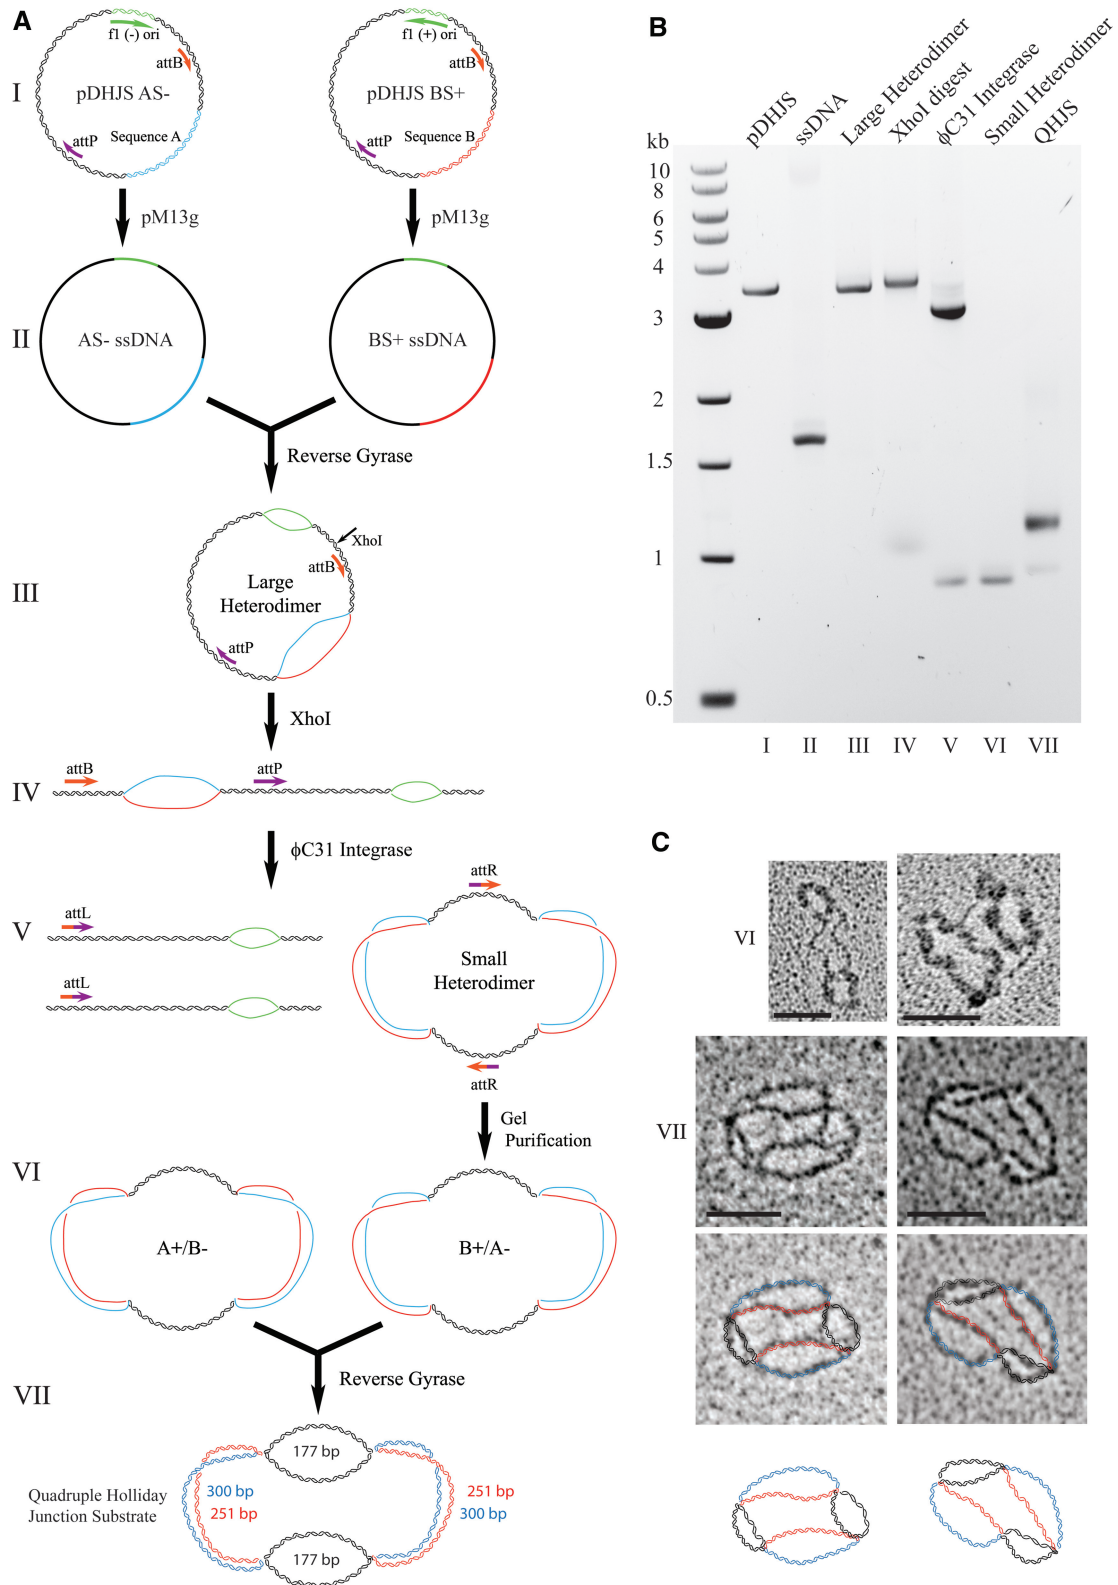 A
I
f1 (-) ori
attB
pDHJS AS-
attP
Sequence A
f1 (+) ori
attB
pDHJS BS+
attP
Sequence B
pM13g
pM13g
II
AS- ssDNA
BS+ ssDNA
Reverse Gyrase
III
XhoI
attB
Large
Heterodimer
attP
XhoI
IV
attB
attP
ϕC31 Integrase
V
attL
attL
attR
Small
Heterodimer
attR
Gel
Purification
VI
A+/B-
B+/A-
Reverse Gyrase
VII
177 bp
Quadruple Holliday
Junction Substrate
300 bp
251 bp
251 bp
300 bp
177 bp
B
kb
pDHJS
ssDNA
Large Heterodimer
XhoI digest
ϕC31 Integrase
Small Heterodimer
QHJS
10
8
6
5
4
3
2
1.5
1
0.5
I II III IV V VI VII
C
VI
VII